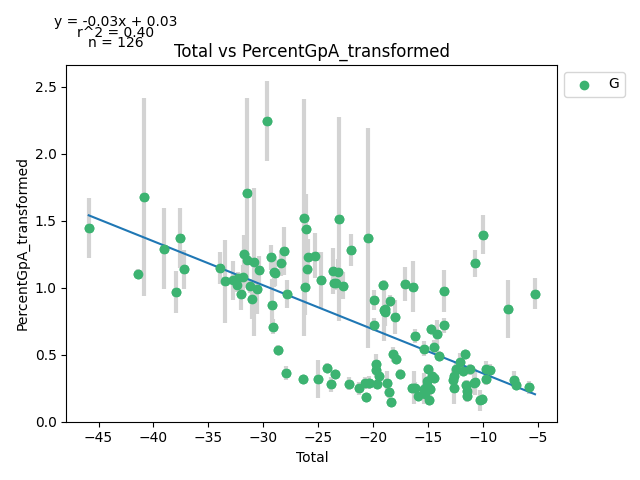 y = -0.03x + 0.03
r^2 = 0.40
n = 126
Total vs PercentGpA_transformed
G
PercentGpA_transformed
2.5
2.0
1.5
1.0
0.5
0.0
−45 −40 −35 −30 −25 −20 −15 −10 −5
Total